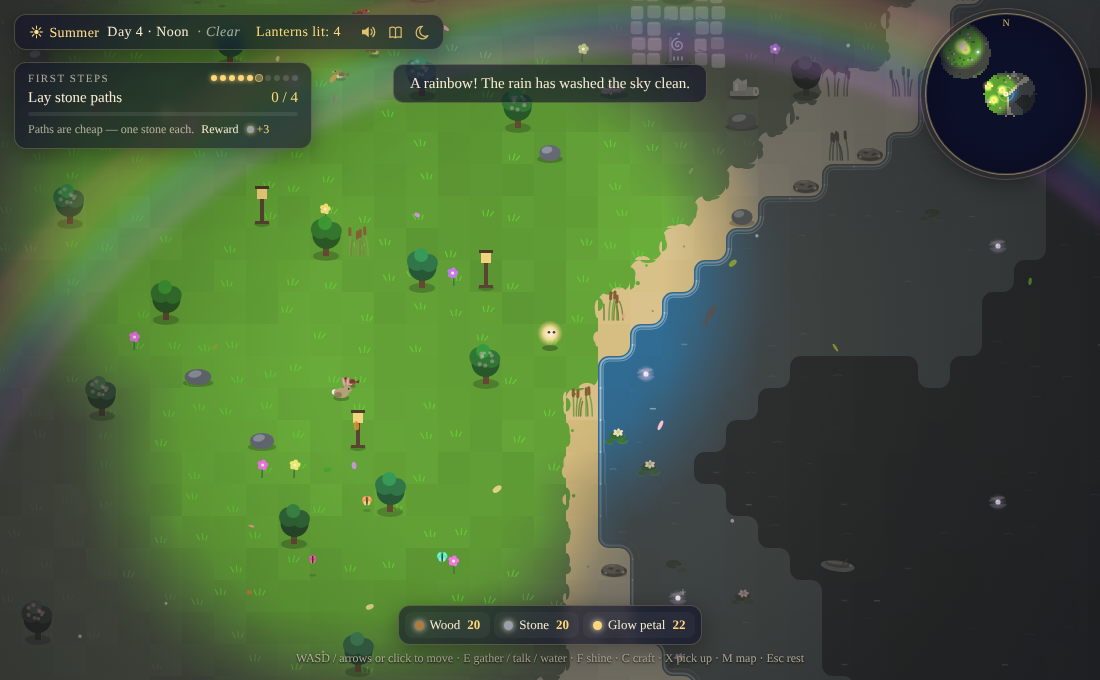 Summer Day 4 · Noon · Clear Lanterns lit: 4
N
FIRST STEPS
Lay stone paths 0 / 4
Paths are cheap — one stone each. Reward +3
A rainbow! The rain has washed the sky clean.
Wood 20 Stone 20 Glow petal 22
WASD / arrows or click to move · E gather / talk / water · F shine · C craft · X pick up · M map · Esc rest